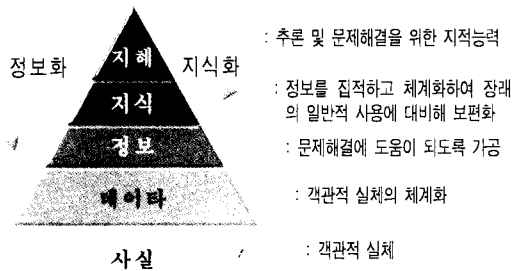 지혜
: 추론 및 문제해결을 위한 지적능력
정보화
지식화
지식
: 정보를 집적하고 체계화하여 장래
의 일반적 사용에 대비해 보편화
정보
: 문제해결에 도움이 되도록 가공
데이타
: 객관적 실체의 체계화
사실
: 객관적 실체